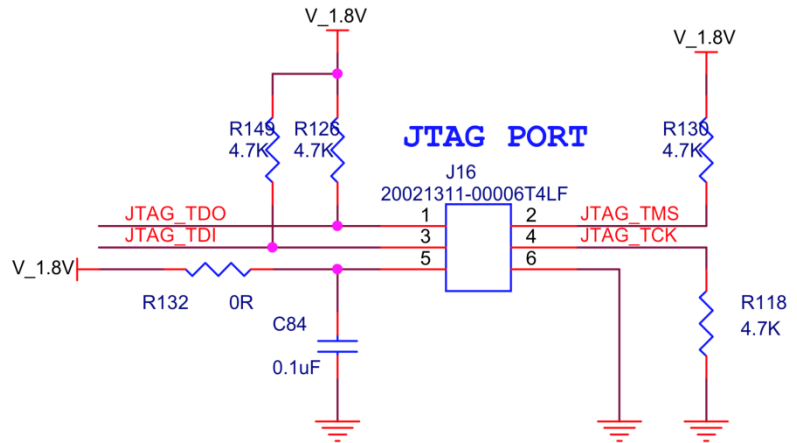 V_1.8V
V_1.8V
R149
4.7K
R126
4.7K
JTAG PORT
R130
4.7K
J16
20021311-00006T4LF
JTAG_TDO
1
2
JTAG_TMS
JTAG_TDI
3
4
JTAG_TCK
V_1.8V
5
6
R132
0R
C84
0.1uF
R118
4.7K